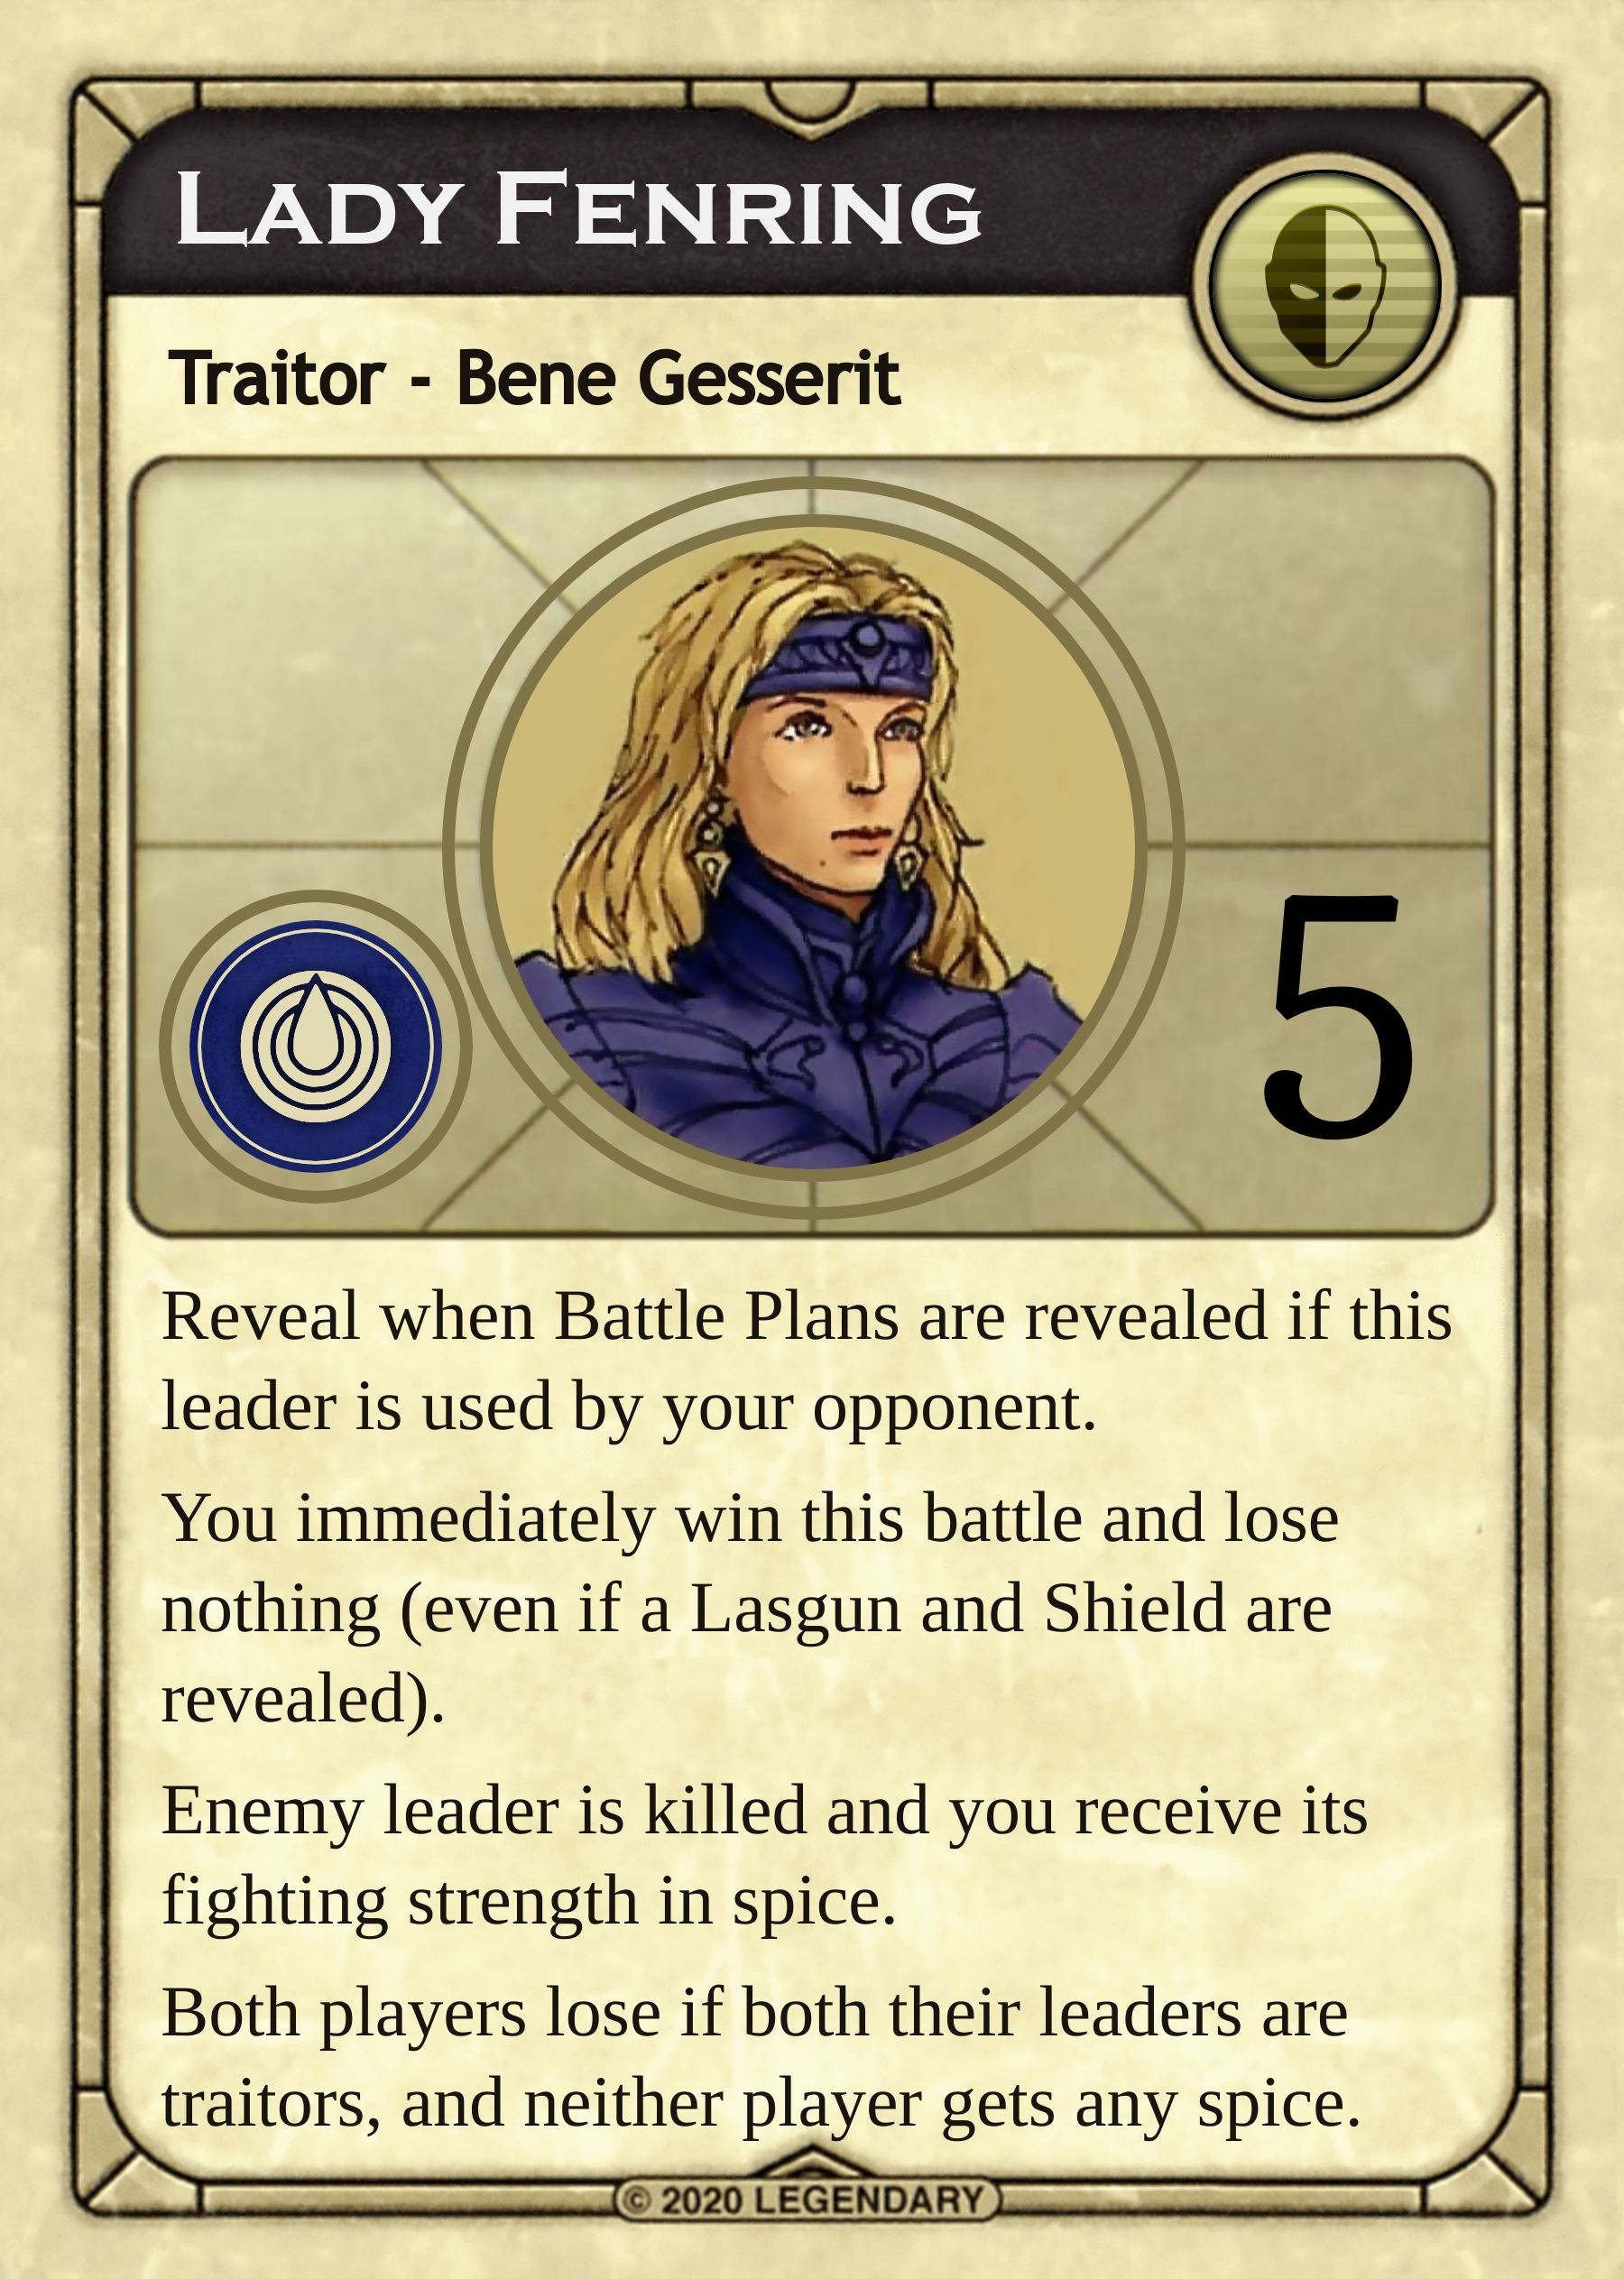 LADY FENRING
Traitor - Bene Gesserit
5
Reveal when Battle Plans are revealed if this
leader is used by your opponent.
You immediately win this battle and lose
nothing (even if a Lasgun and Shield are
revealed).
Enemy leader is killed and you receive its
fighting strength in spice.
Both players lose if both their leaders are
traitors, and neither player gets any spice.
© 2020 LEGENDARY